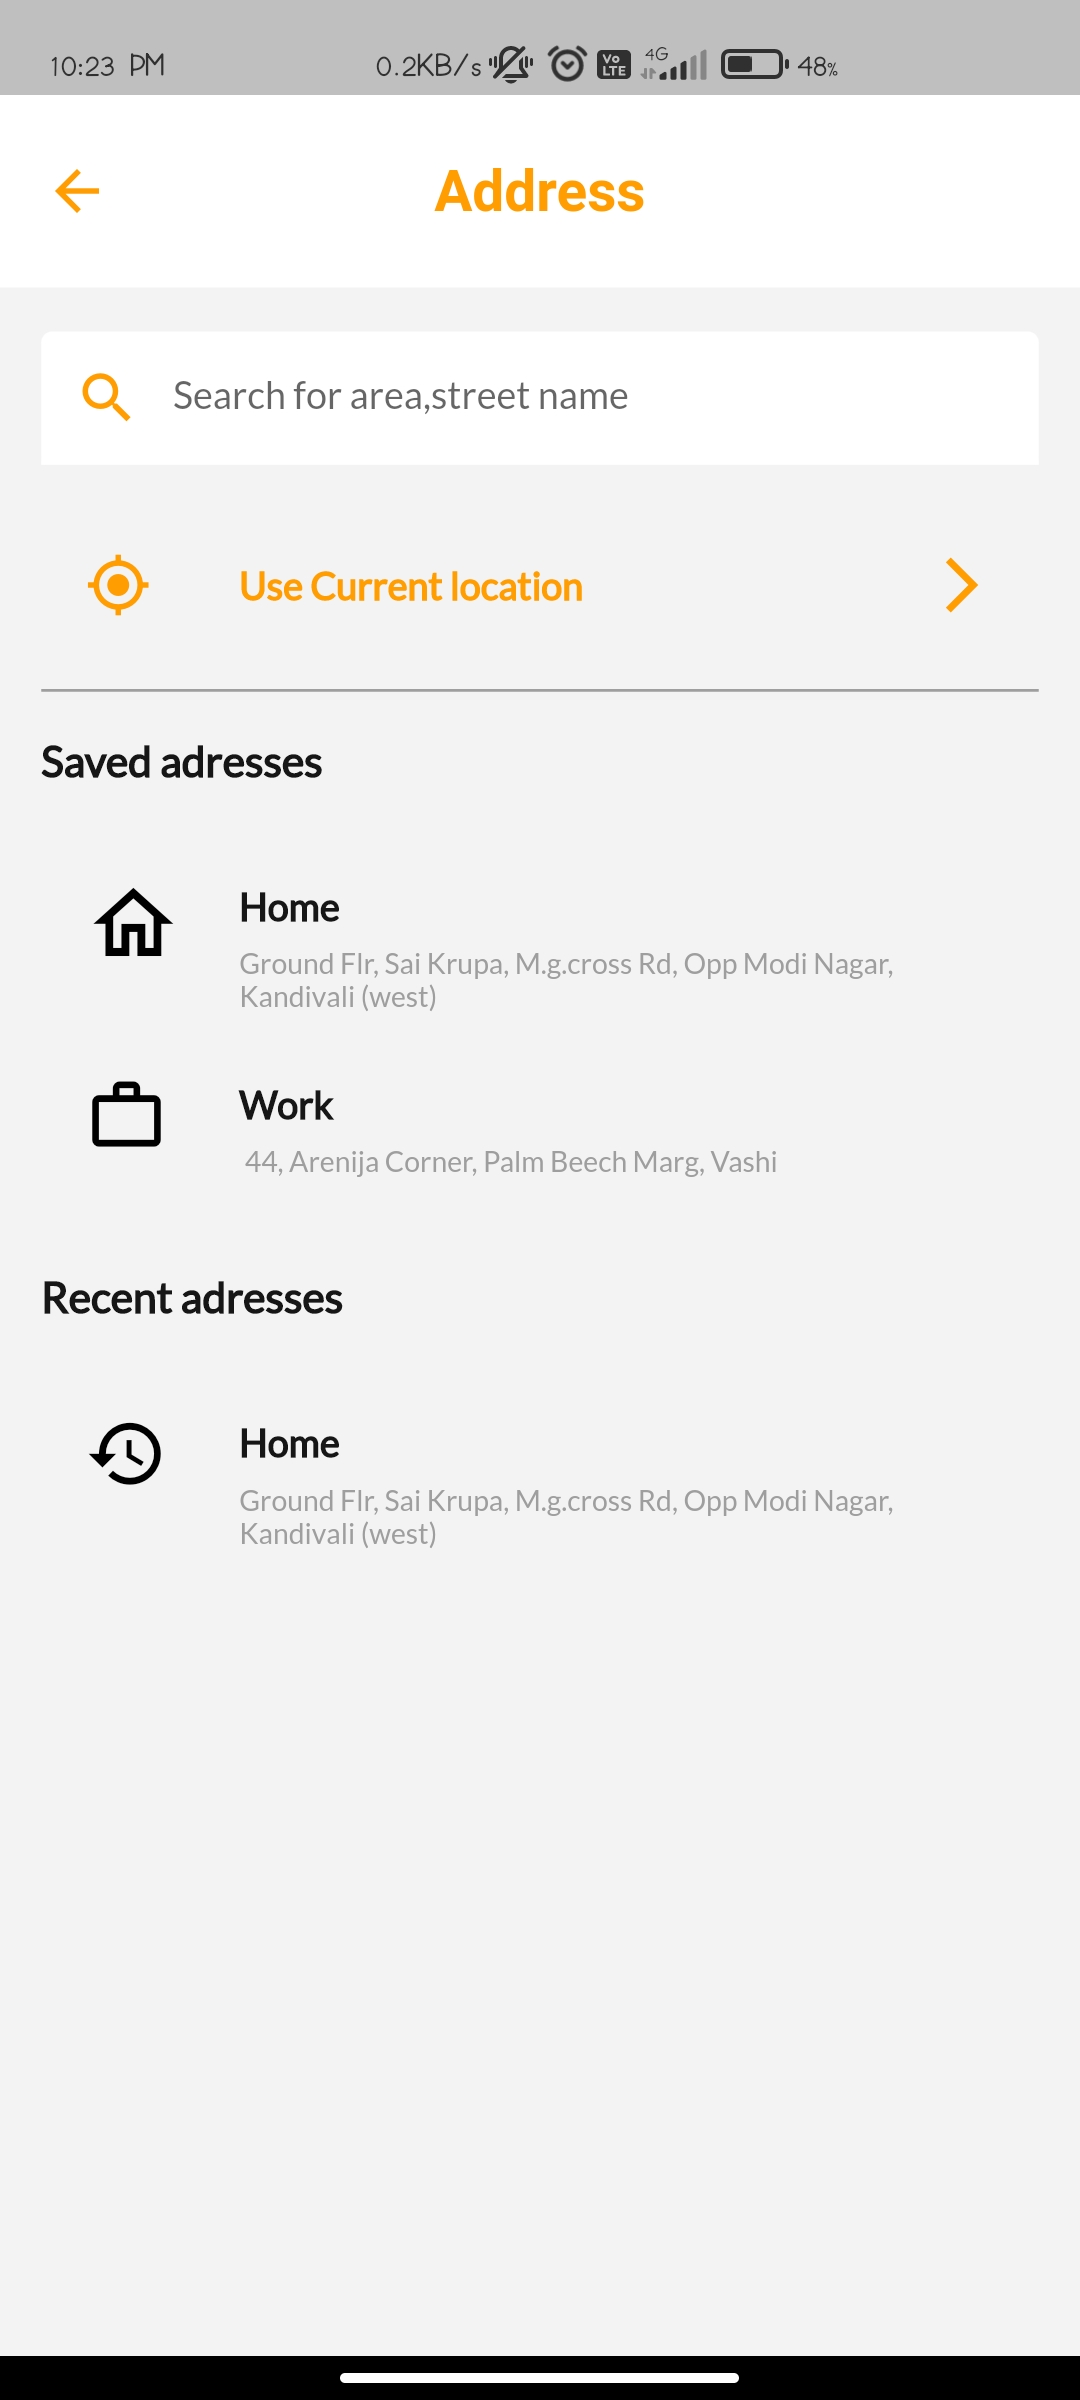 10:23 PM 0.2KB/s Vo LTE 4G 48%
Address
Search for area,street name
Use Current location
Saved adresses
Home
Ground Flr, Sai Krupa, M.g.cross Rd, Opp Modi Nagar,
Kandivali (west)
Work
44, Arenija Corner, Palm Beech Marg, Vashi
Recent adresses
Home
Ground Flr, Sai Krupa, M.g.cross Rd, Opp Modi Nagar,
Kandivali (west)